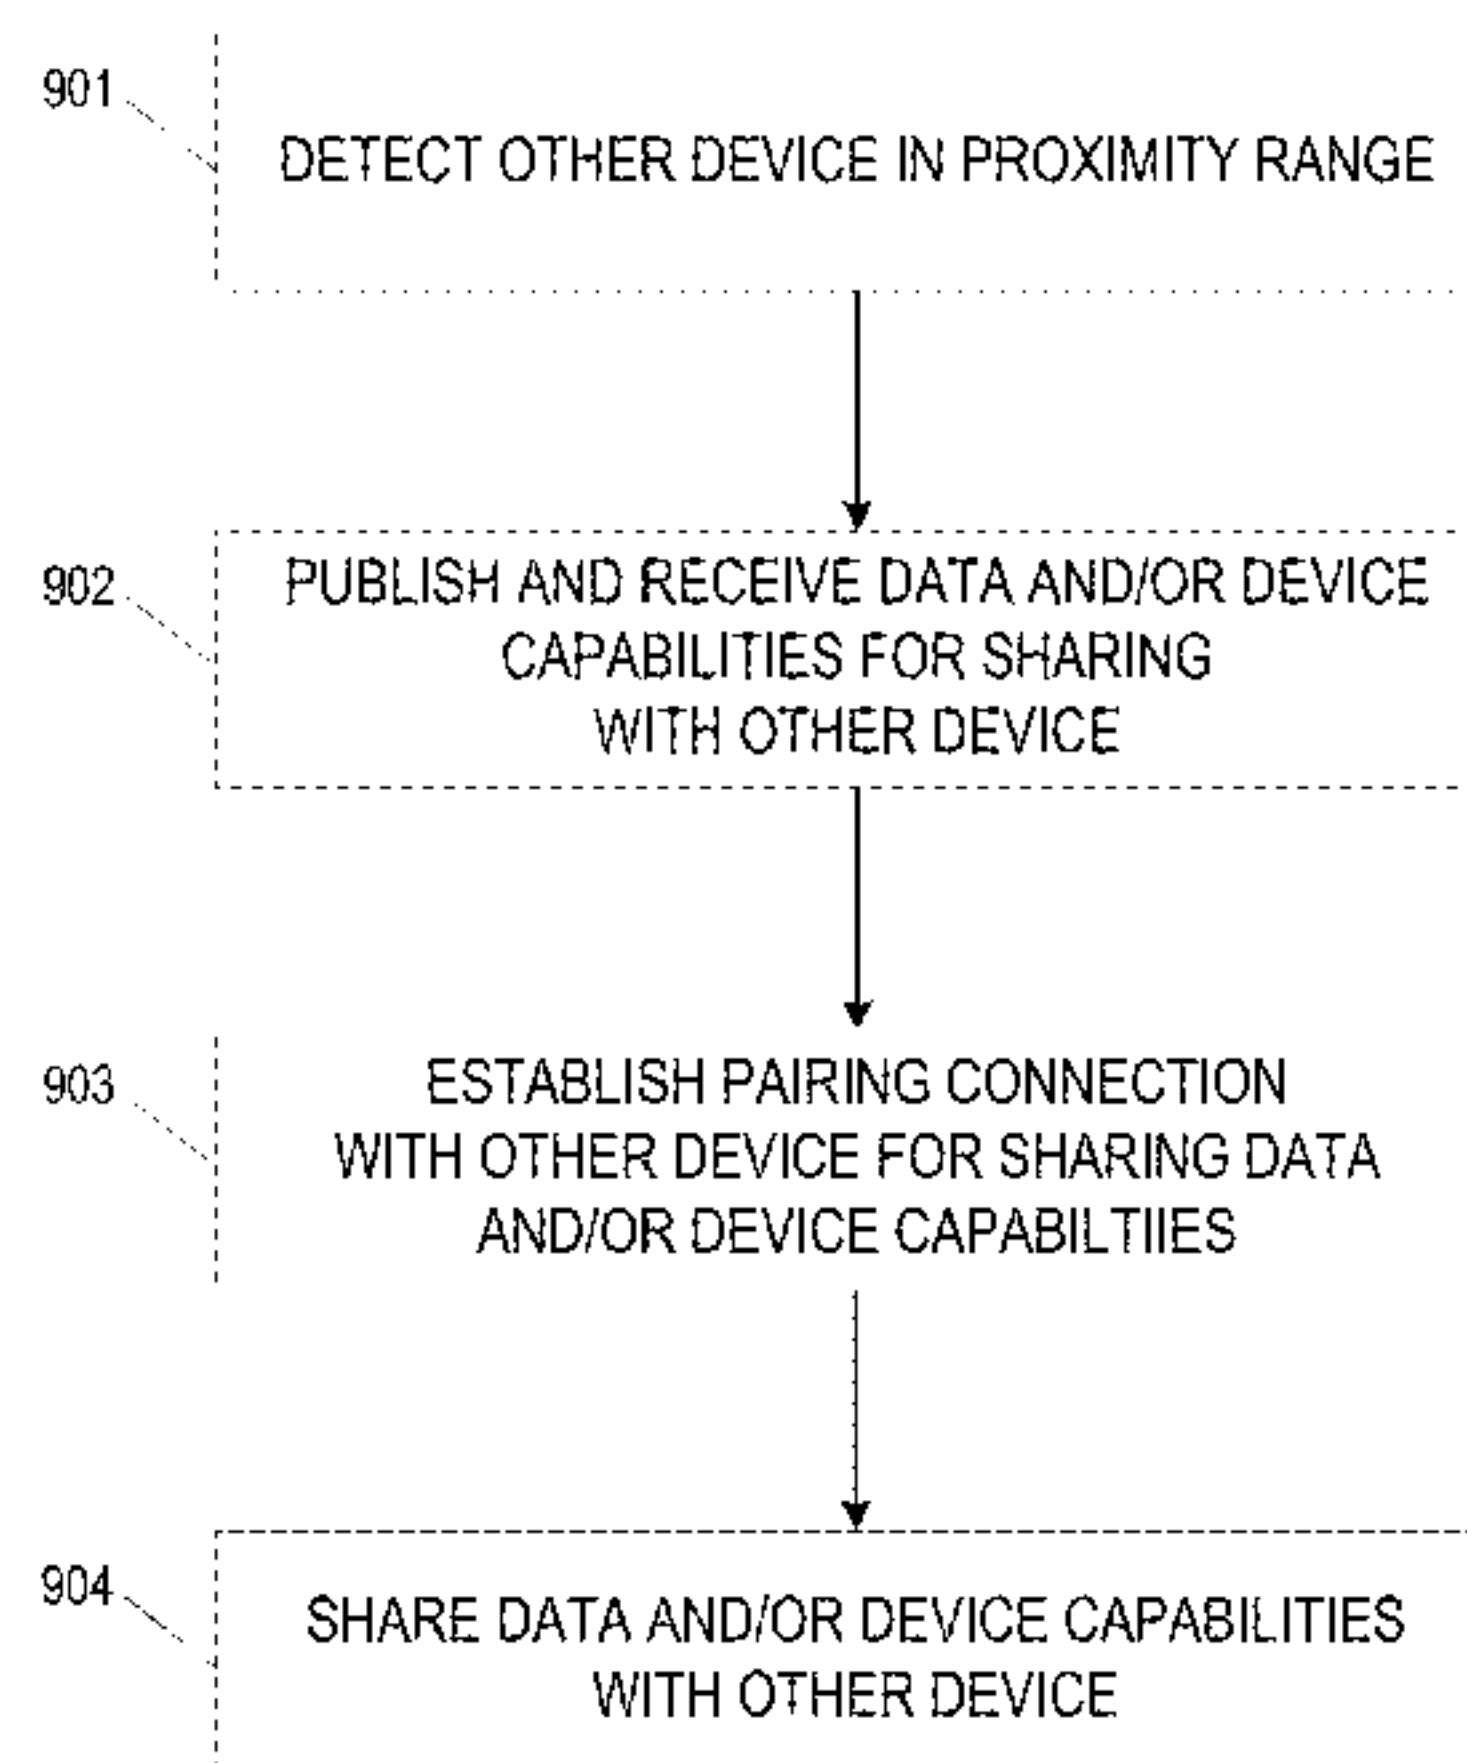 901
DETECT OTHER DEVICE IN PROXIMITY RANGE
902
PUBLISH AND RECEIVE DATA AND/OR DEVICE
CAPABILITIES FOR SHARING
WITH OTHER DEVICE
903
ESTABLISH PAIRING CONNECTION
WITH OTHER DEVICE FOR SHARING DATA
AND/OR DEVICE CAPABILTIIES
904
SHARE DATA AND/OR DEVICE CAPABILITIES
WITH OTHER DEVICE